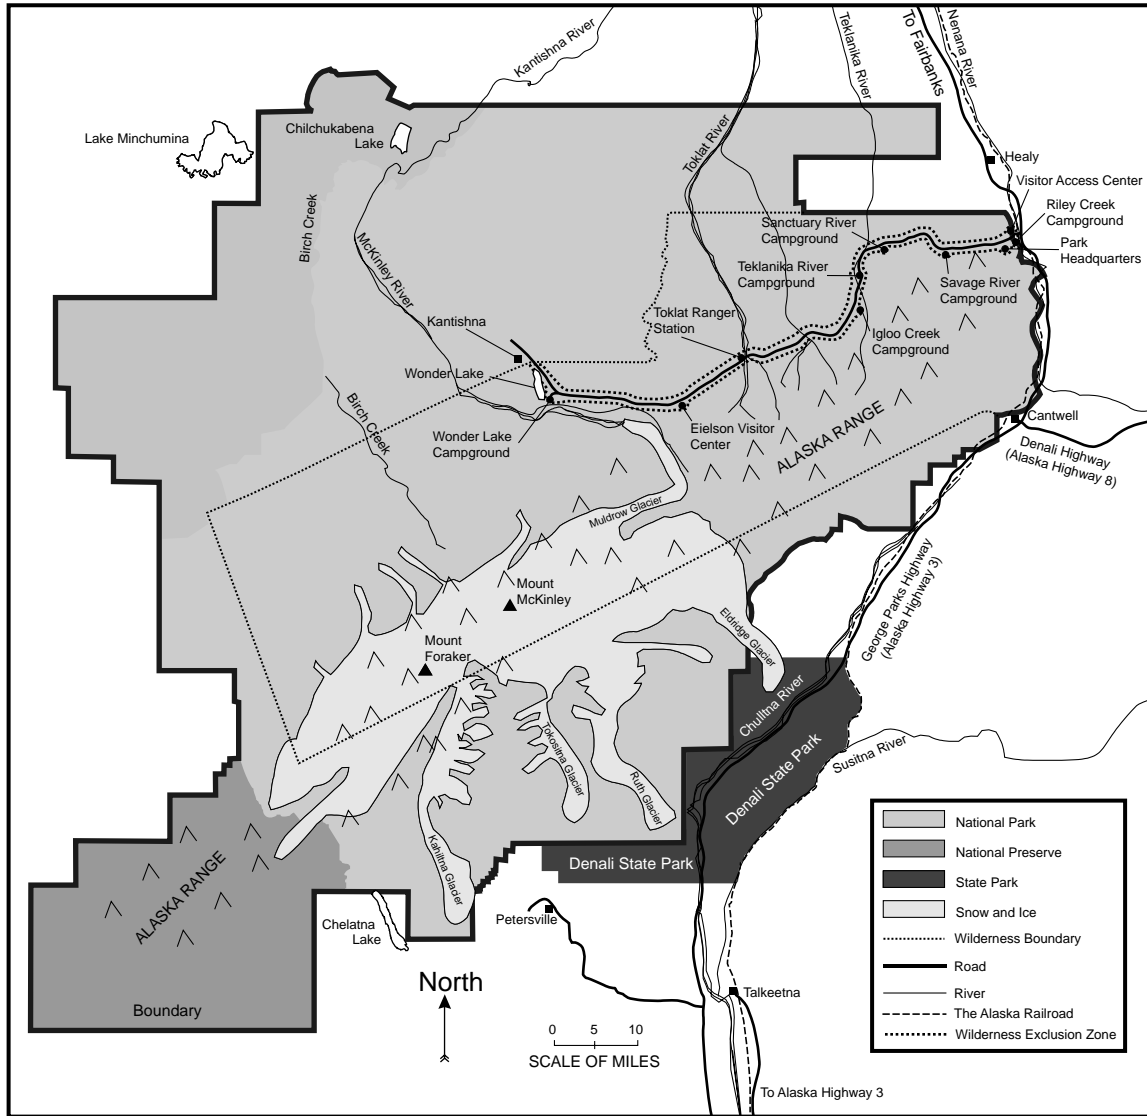 Kantishna River
Teklanika River
To Fairbanks
Nenana River
Lake Minchumina
Chilchukabena
Lake
Toklat River
Healy
Visitor Access Center
Riley Creek
Campground
Park
Headquarters
Birch Creek
McKinley River
Sanctuary River
Campground
Teklanika River
Campground
Savage River
Campground
Igloo Creek
Campground
Toklat Ranger
Station
Kantishna
Wonder Lake
Birch Creek
Wonder Lake
Campground
Eielson Visitor
Center
ALASKA RANGE
Cantwell
Denali Highway
(Alaska Highway 8)
Muldrow Glacier
George Parks Highway
(Alaska Highway 3)
Mount
McKinley
Mount
Foraker
Eldridge Glacier
Chulltna River
Susitna River
Tokositna Glacier
Ruth Glacier
Kahiltna Glacier
Denali State Park
Denali State Park
ALASKA RANGE
Chelatna
Lake
Petersville
Boundary
North
Talkeetna
0 5 10
SCALE OF MILES
To Alaska Highway 3
National Park
National Preserve
State Park
Snow and Ice
Wilderness Boundary
Road
River
The Alaska Railroad
Wilderness Exclusion Zone